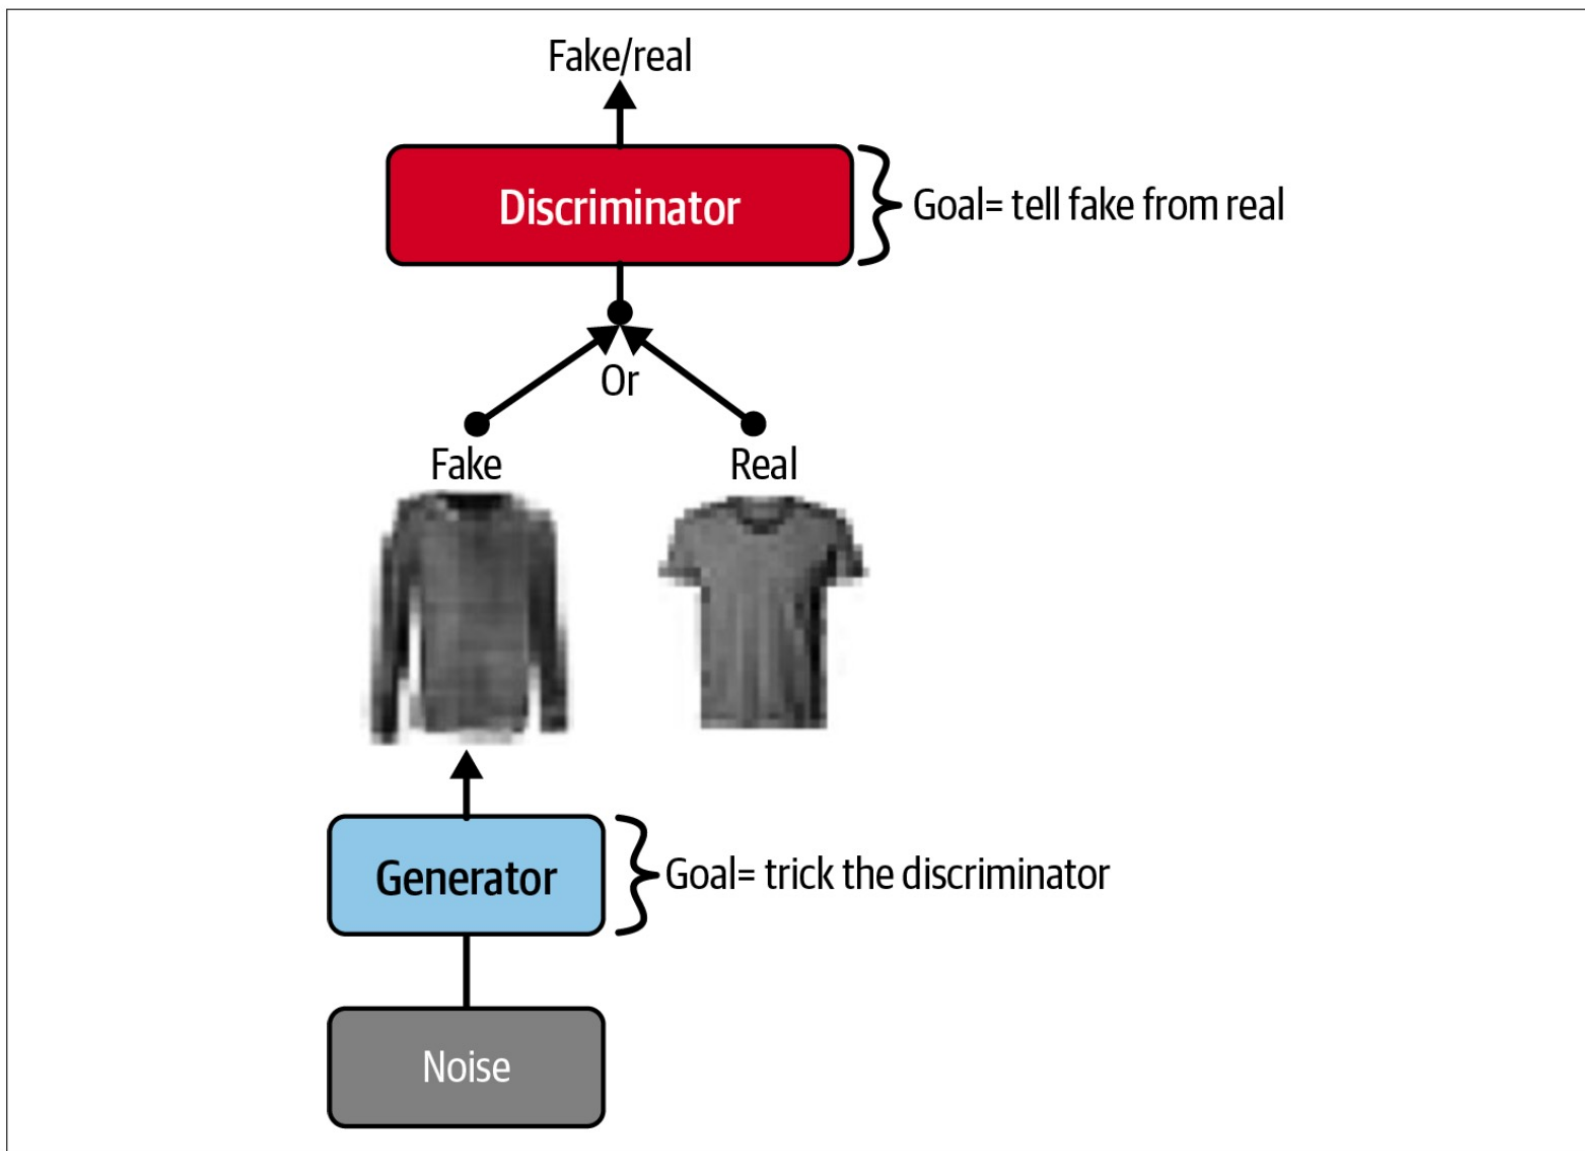 Fake/real
Discriminator
Goal= tell fake from real
Or
Fake
Real
Generator
Goal= trick the discriminator
Noise